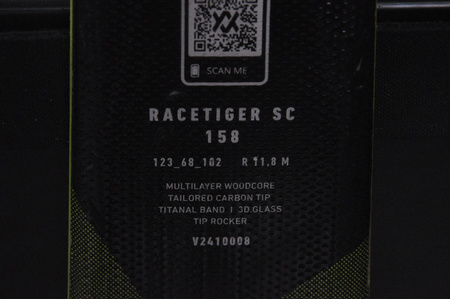 SCAN ME
RACETIGER SC
158
123_68_102 R 11,8 M
MULTILAYER WOODCORE
TAILORED CARBON TIP
TITANAL BAND I 3D.GLASS
TIP ROCKER
V2410008